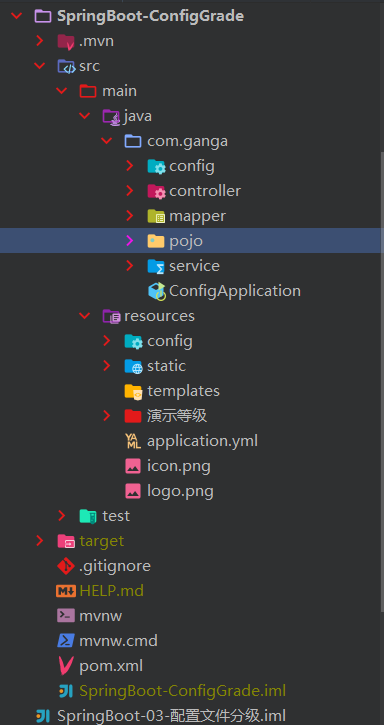 SpringBoot-ConfigGrade
.mvn
src
main
java
com.ganga
config
controller
mapper
pojo
service
ConfigApplication
resources
config
static
templates
演示等级
application.yml
icon.png
logo.png
test
target
.gitignore
HELP.md
mvnw
mvnw.cmd
pom.xml
SpringBoot-ConfigGrade.iml
SpringBoot-03-配置文件分级.iml